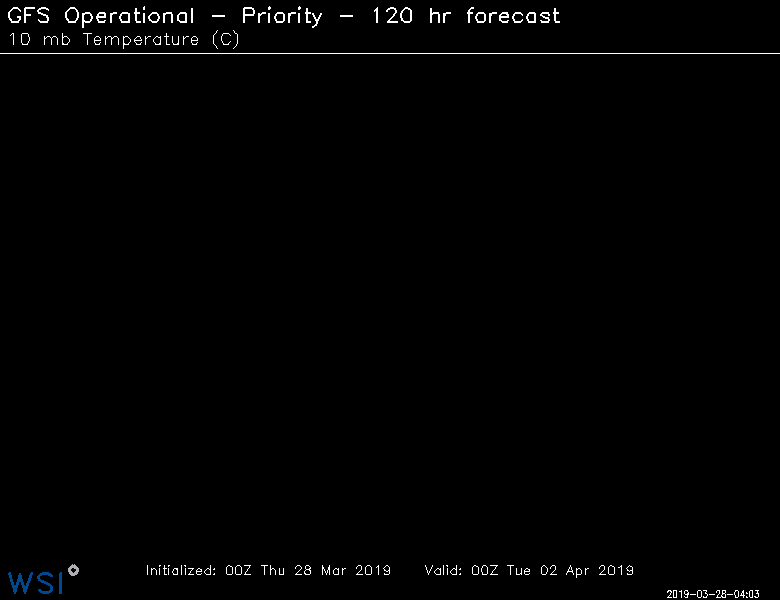 GFS Operational - Priority - 120 hr forecast
10 mb Temperature (C)
Initialized: 00Z Thu 28 Mar 2019 Valid: 00Z Tue 02 Apr 2019
WSI
2019-03-28-04:03